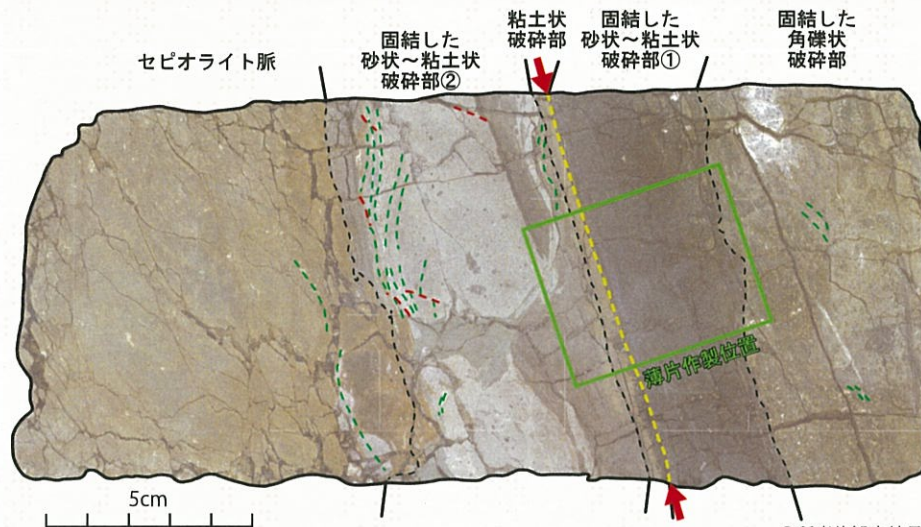 セピオライト脈
固結した
砂状~粘土状
破砕部②
粘土状
破砕部
固結した
砂状~粘土状
破砕部①
固結した
角礫状
破砕部
薄片作製位置
5cm